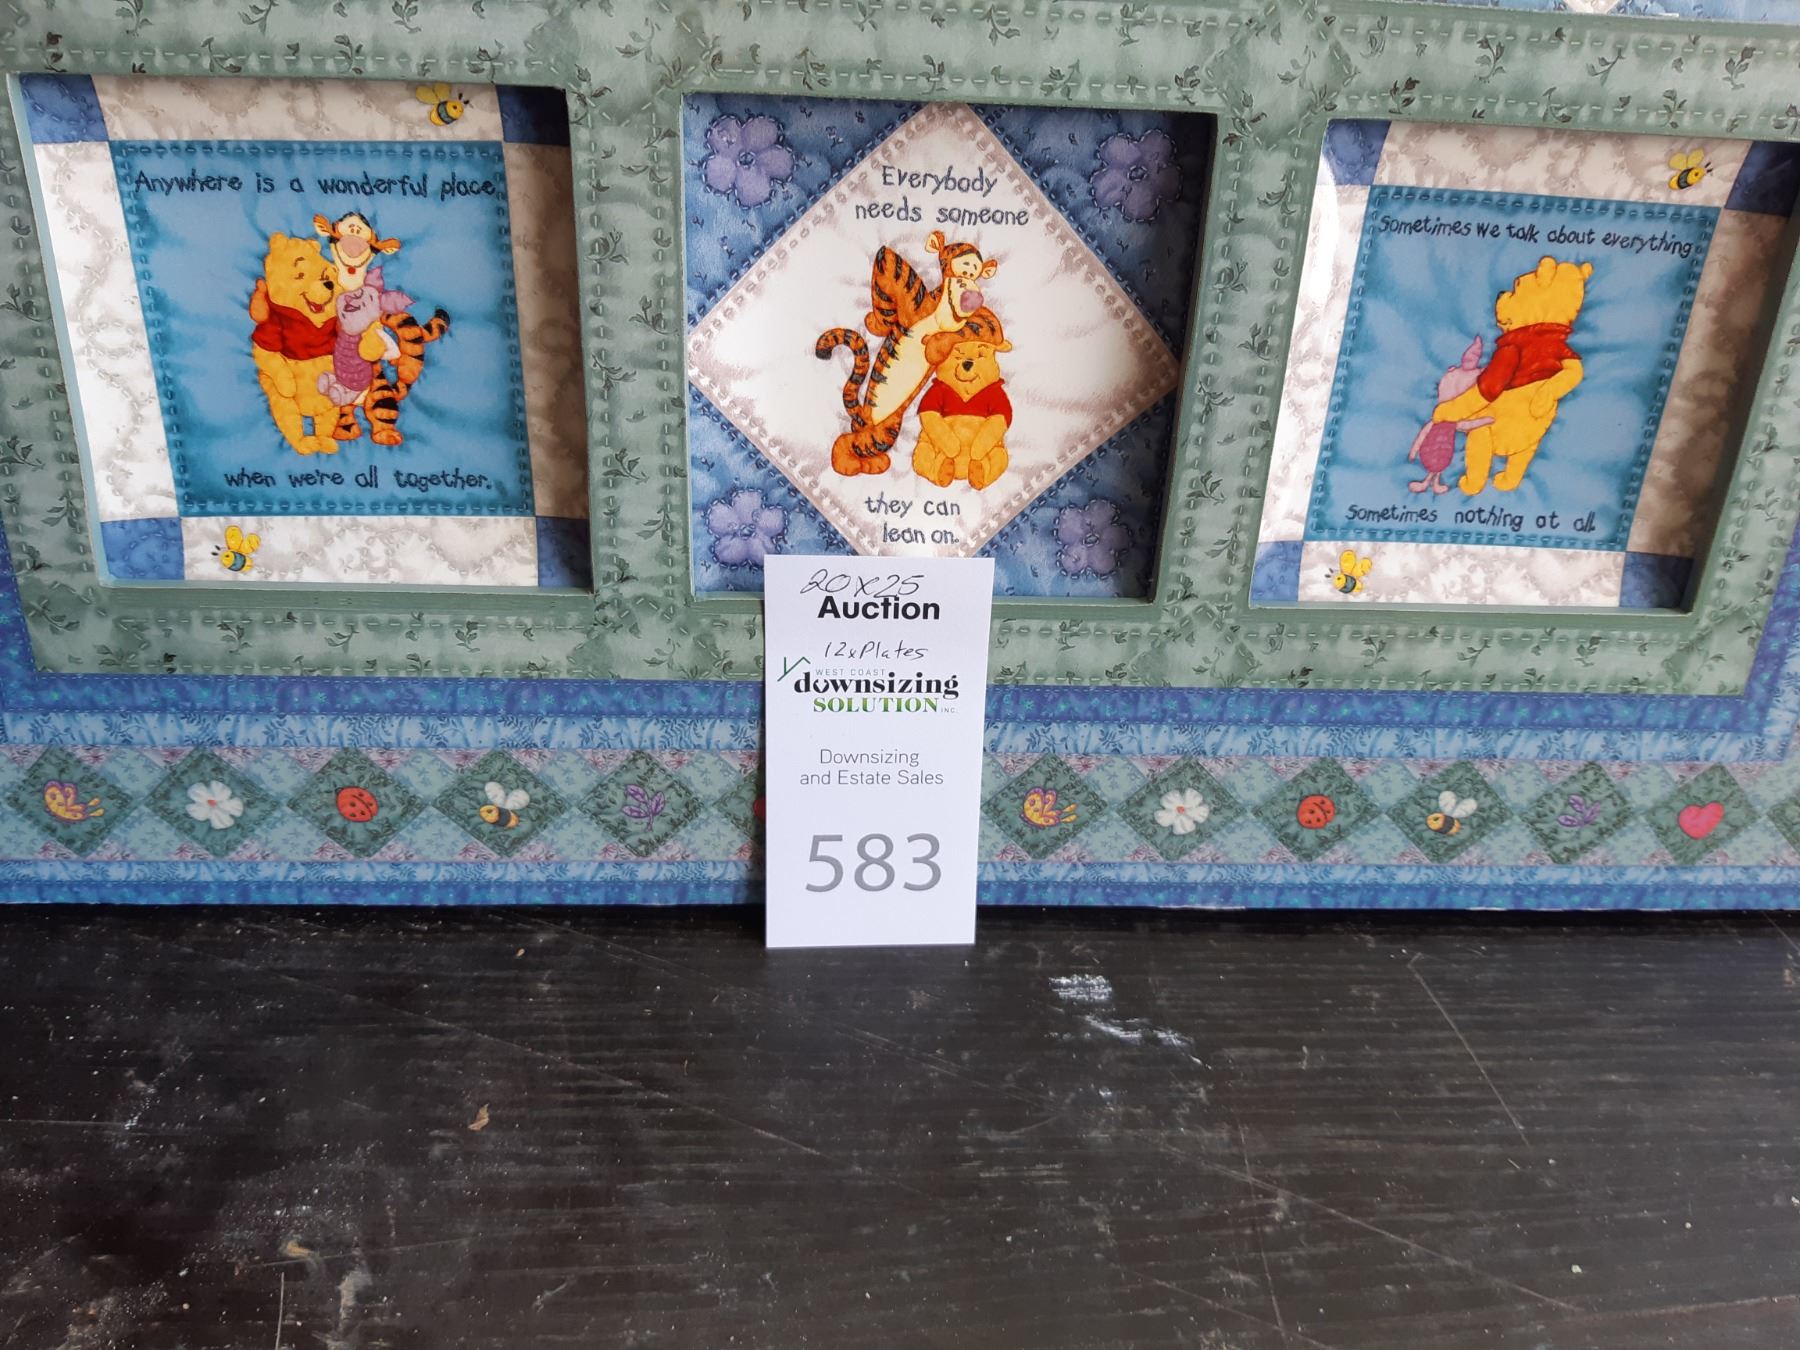 Anywhere is a wonderful place,
when we're all together.
Everybody
needs someone
they can
lean on.
Sometimes we talk about everything
Sometimes nothing at all.
20x25
Auction
12xPlates
WEST COAST
downsizing
SOLUTION INC.
Downsizing
and Estate Sales
583